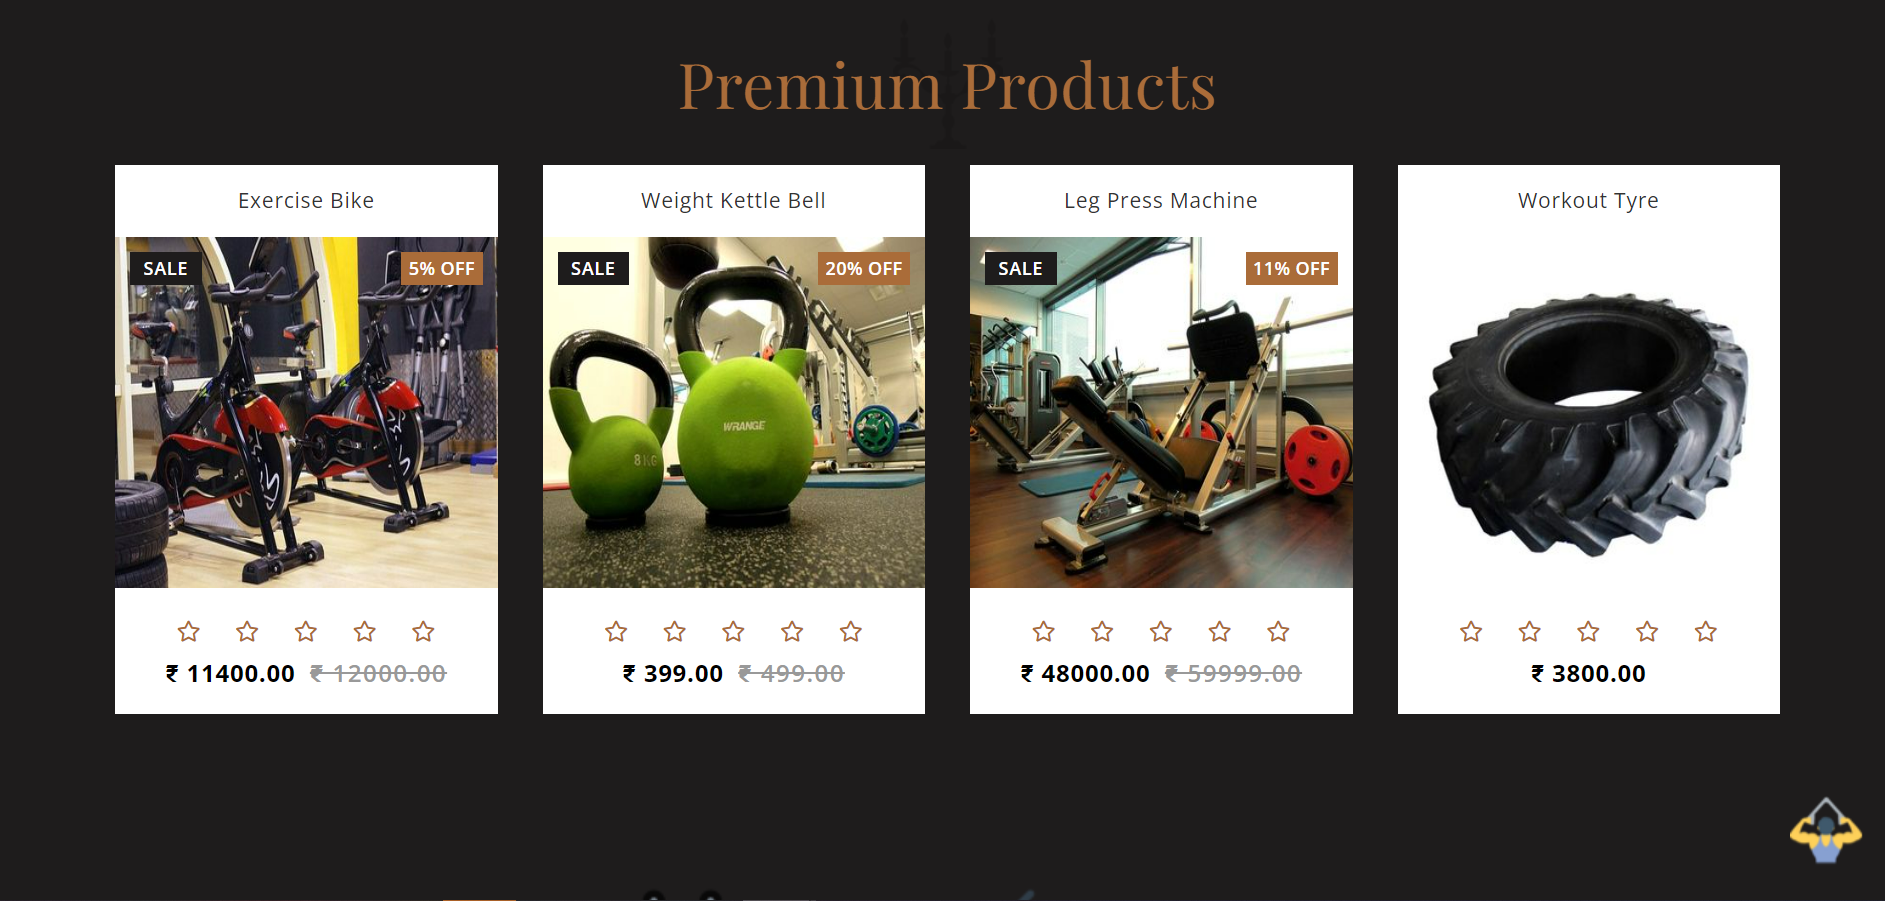 Premium Products
Exercise Bike
SALE
5% OFF
₹ 11400.00 ₹ 12000.00
Weight Kettle Bell
SALE
20% OFF
WRANGE
8 KG
₹ 399.00 ₹ 499.00
Leg Press Machine
SALE
11% OFF
₹ 48000.00 ₹ 59999.00
Workout Tyre
₹ 3800.00